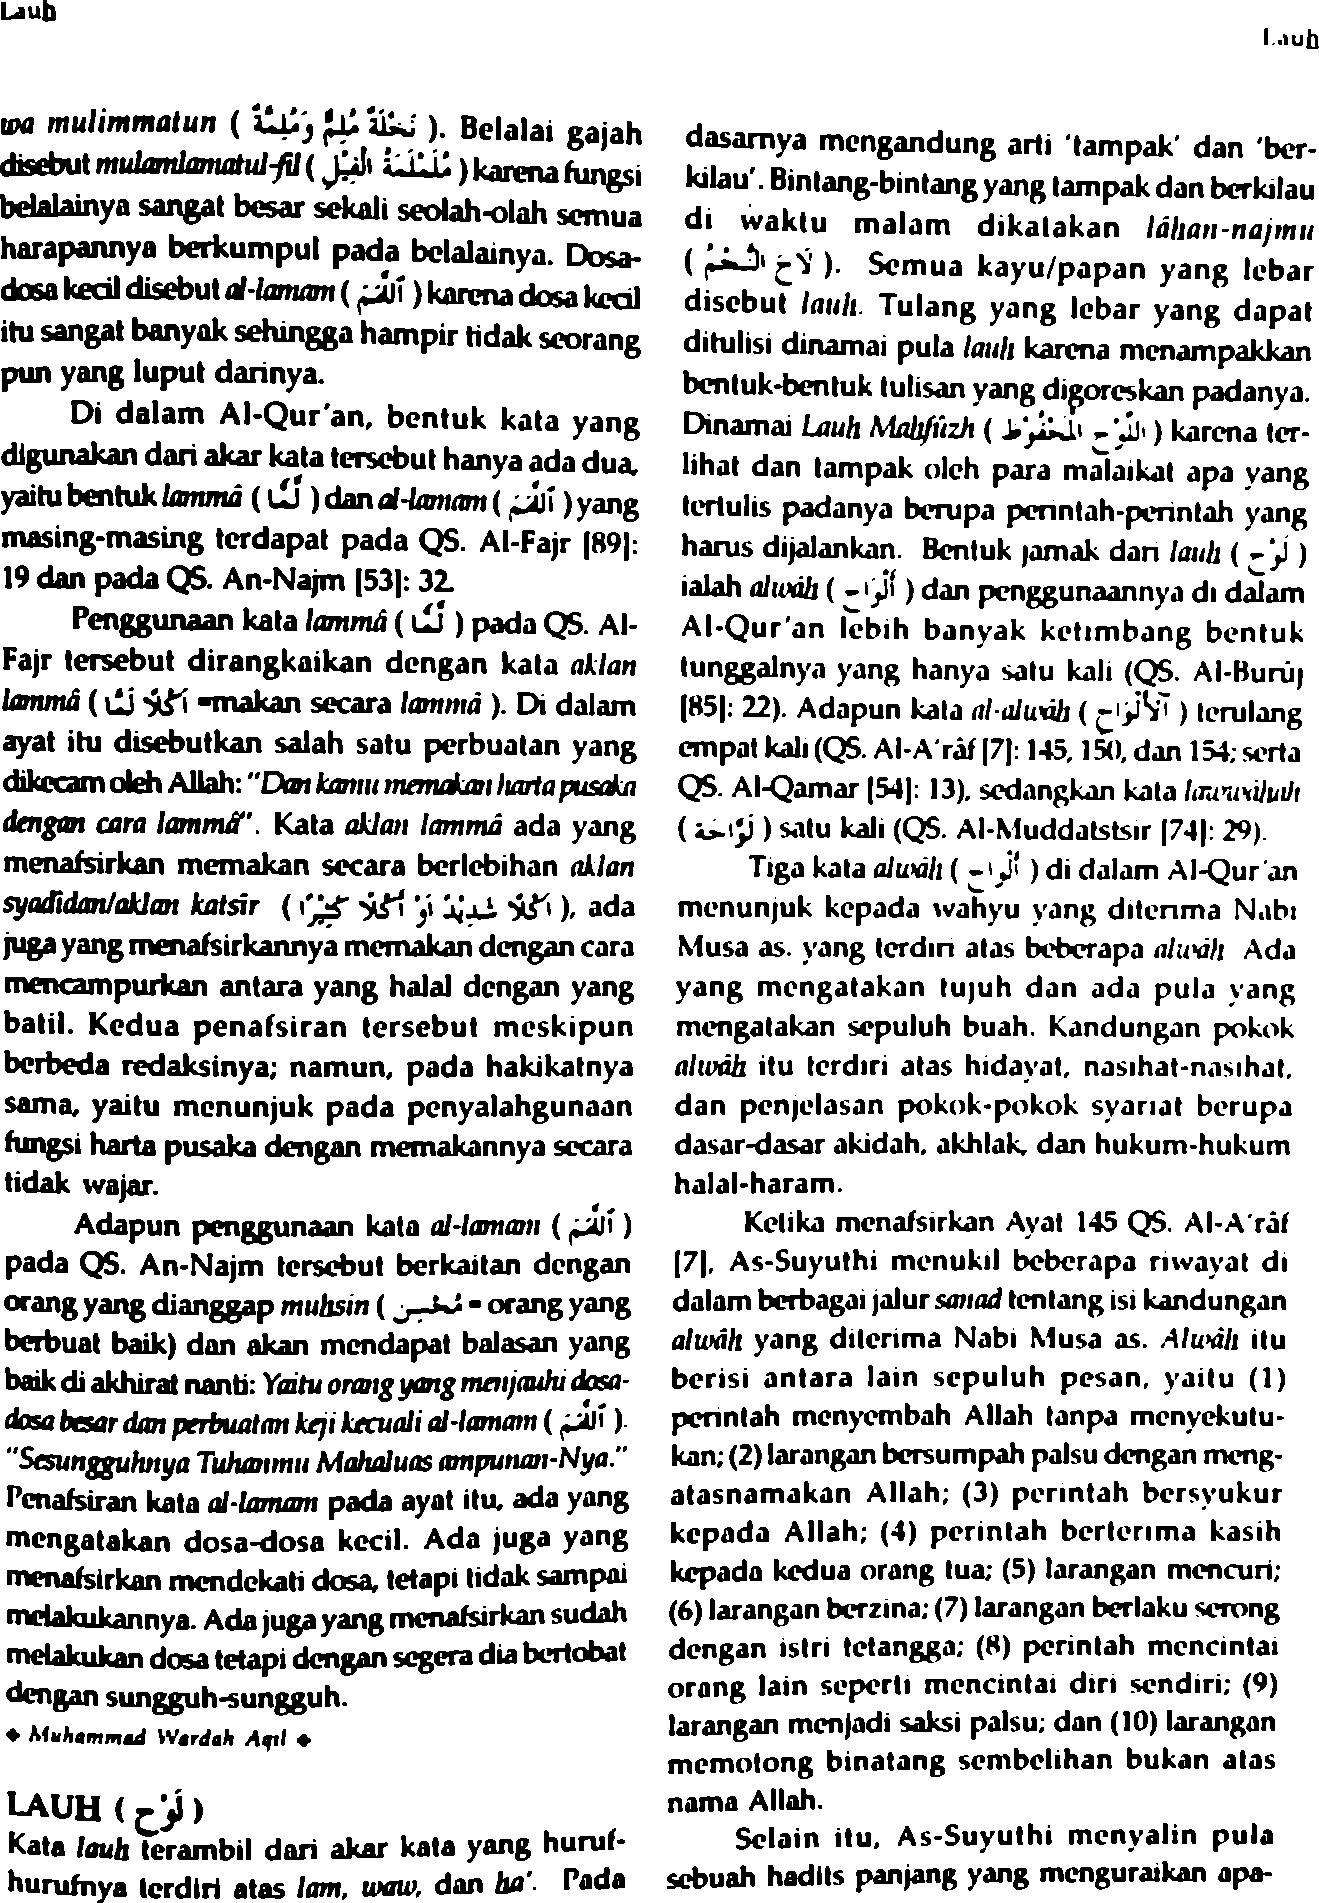 Lauh
Lauh
wa mulimmatun ( نَخْلَةٌ مُلِمٌّ وَمُلِمَّةٌ ). Belalai gajah
disebut mulamlamatul-fil ( مُلَمْلَمَةُ الْفِيْلِ ) karena fungsi
belalainya sangat besar sekali seolah-olah semua
harapannya berkumpul pada belalainya. Dosa-
dosa kecil disebut al-lamam ( اَللَّمَمَ ) karena dosa kecil
itu sangat banyak sehingga hampir tidak seorang
pun yang luput darinya.
Di dalam Al-Qur'an, bentuk kata yang
digunakan dari akar kata tersebut hanya ada dua,
yaitu bentuk lammâ ( لَمًّا ) dan al-lamam ( اَللَّمَمَ ) yang
masing-masing terdapat pada QS. Al-Fajr [89]:
19 dan pada QS. An-Najm [53]: 32.
Penggunaan kata lammâ ( لَمًّا ) pada QS. Al-
Fajr tersebut dirangkaikan dengan kata aklan
lammâ ( أَكْلًا لَمًّا =makan secara lammâ ). Di dalam
ayat itu disebutkan salah satu perbuatan yang
dikecam oleh Allah: "Dan kamu memakan harta pusaka
dengan cara lammâ". Kata aklan lammâ ada yang
menafsirkan memakan secara berlebihan aklan
syadîdan/aklan katsîr ( أَكْلًا شَدِيْدًا أَوْ أَكْلًا كَثِيْرًا ), ada
juga yang menafsirkannya memakan dengan cara
mencampurkan antara yang halal dengan yang
batil. Kedua penafsiran tersebut meskipun
berbeda redaksinya; namun, pada hakikatnya
sama, yaitu menunjuk pada penyalahgunaan
fungsi harta pusaka dengan memakannya secara
tidak wajar.
Adapun penggunaan kata al-lamam ( اَللَّمَمَ )
pada QS. An-Najm tersebut berkaitan dengan
orang yang dianggap muhsin ( مُحْسِنٌ = orang yang
berbuat baik) dan akan mendapat balasan yang
baik di akhirat nanti: Yaitu orang yang menjauhi dosa-
dosa besar dan perbuatan keji kecuali al-lamam ( اَللَّمَمَ ).
"Sesungguhnya Tuhanmu Mahaluas ampunan-Nya."
Penafsiran kata al-lamam pada ayat itu, ada yang
mengatakan dosa-dosa kecil. Ada juga yang
menafsirkan mendekati dosa, tetapi tidak sampai
melakukannya. Ada juga yang menafsirkan sudah
melakukan dosa tetapi dengan segera dia bertobat
dengan sungguh-sungguh.
♦ Muhammad Wardah Aqil ♦
LAUH ( لَوْح )
Kata lauh terambil dari akar kata yang huruf-
hurufnya terdiri atas lam, waw, dan ha'. Pada
dasarnya mengandung arti 'tampak' dan 'ber-
kilau'. Bintang-bintang yang tampak dan berkilau
di waktu malam dikatakan lâhan-najmu
( لَاحَ النَّجْمُ ). Semua kayu/papan yang lebar
disebut lauh. Tulang yang lebar yang dapat
ditulisi dinamai pula lauh karena menampakkan
bentuk-bentuk tulisan yang digoreskan padanya.
Dinamai Lauh Mahfûzh ( اللَّوْحِ الْمَحْفُوْظِ ) karena ter-
lihat dan tampak oleh para malaikat apa yang
tertulis padanya berupa perintah-perintah yang
harus dijalankan. Bentuk jamak dari lauh ( لَوْح )
ialah alwâh ( أَلْوَاح ) dan penggunaannya di dalam
Al-Qur'an lebih banyak ketimbang bentuk
tunggalnya yang hanya satu kali (QS. Al-Burûj
[85]: 22). Adapun kata al-alwâh ( اَلْأَلْوَاح ) terulang
empat kali (QS. Al-A'râf [7]: 145, 150, dan 154; serta
QS. Al-Qamar [54]: 13), sedangkan kata lawwâhah
( لَوَّاحَة ) satu kali (QS. Al-Muddatstsir [74]: 29).
Tiga kata alwâh ( أَلْوَاح ) di dalam Al-Qur'an
menunjuk kepada wahyu yang diterima Nabi
Musa as. yang terdiri atas beberapa alwâh Ada
yang mengatakan tujuh dan ada pula yang
mengatakan sepuluh buah. Kandungan pokok
alwâh itu terdiri atas hidayat, nasihat-nasihat,
dan penjelasan pokok-pokok syariat berupa
dasar-dasar akidah, akhlak, dan hukum-hukum
halal-haram.
Ketika menafsirkan Ayat 145 QS. Al-A'râf
[7], As-Suyuthi menukil beberapa riwayat di
dalam berbagai jalur sanad tentang isi kandungan
alwâh yang diterima Nabi Musa as. Alwâh itu
berisi antara lain sepuluh pesan, yaitu (1)
perintah menyembah Allah tanpa menyekutu-
kan; (2) larangan bersumpah palsu dengan meng-
atasnamakan Allah; (3) perintah bersyukur
kepada Allah; (4) perintah berterima kasih
kepada kedua orang tua; (5) larangan mencuri;
(6) larangan berzina; (7) larangan berlaku serong
dengan istri tetangga; (8) perintah mencintai
orang lain seperti mencintai diri sendiri; (9)
larangan menjadi saksi palsu; dan (10) larangan
memotong binatang sembelihan bukan atas
nama Allah.
Selain itu, As-Suyuthi menyalin pula
sebuah hadits panjang yang menguraikan apa-